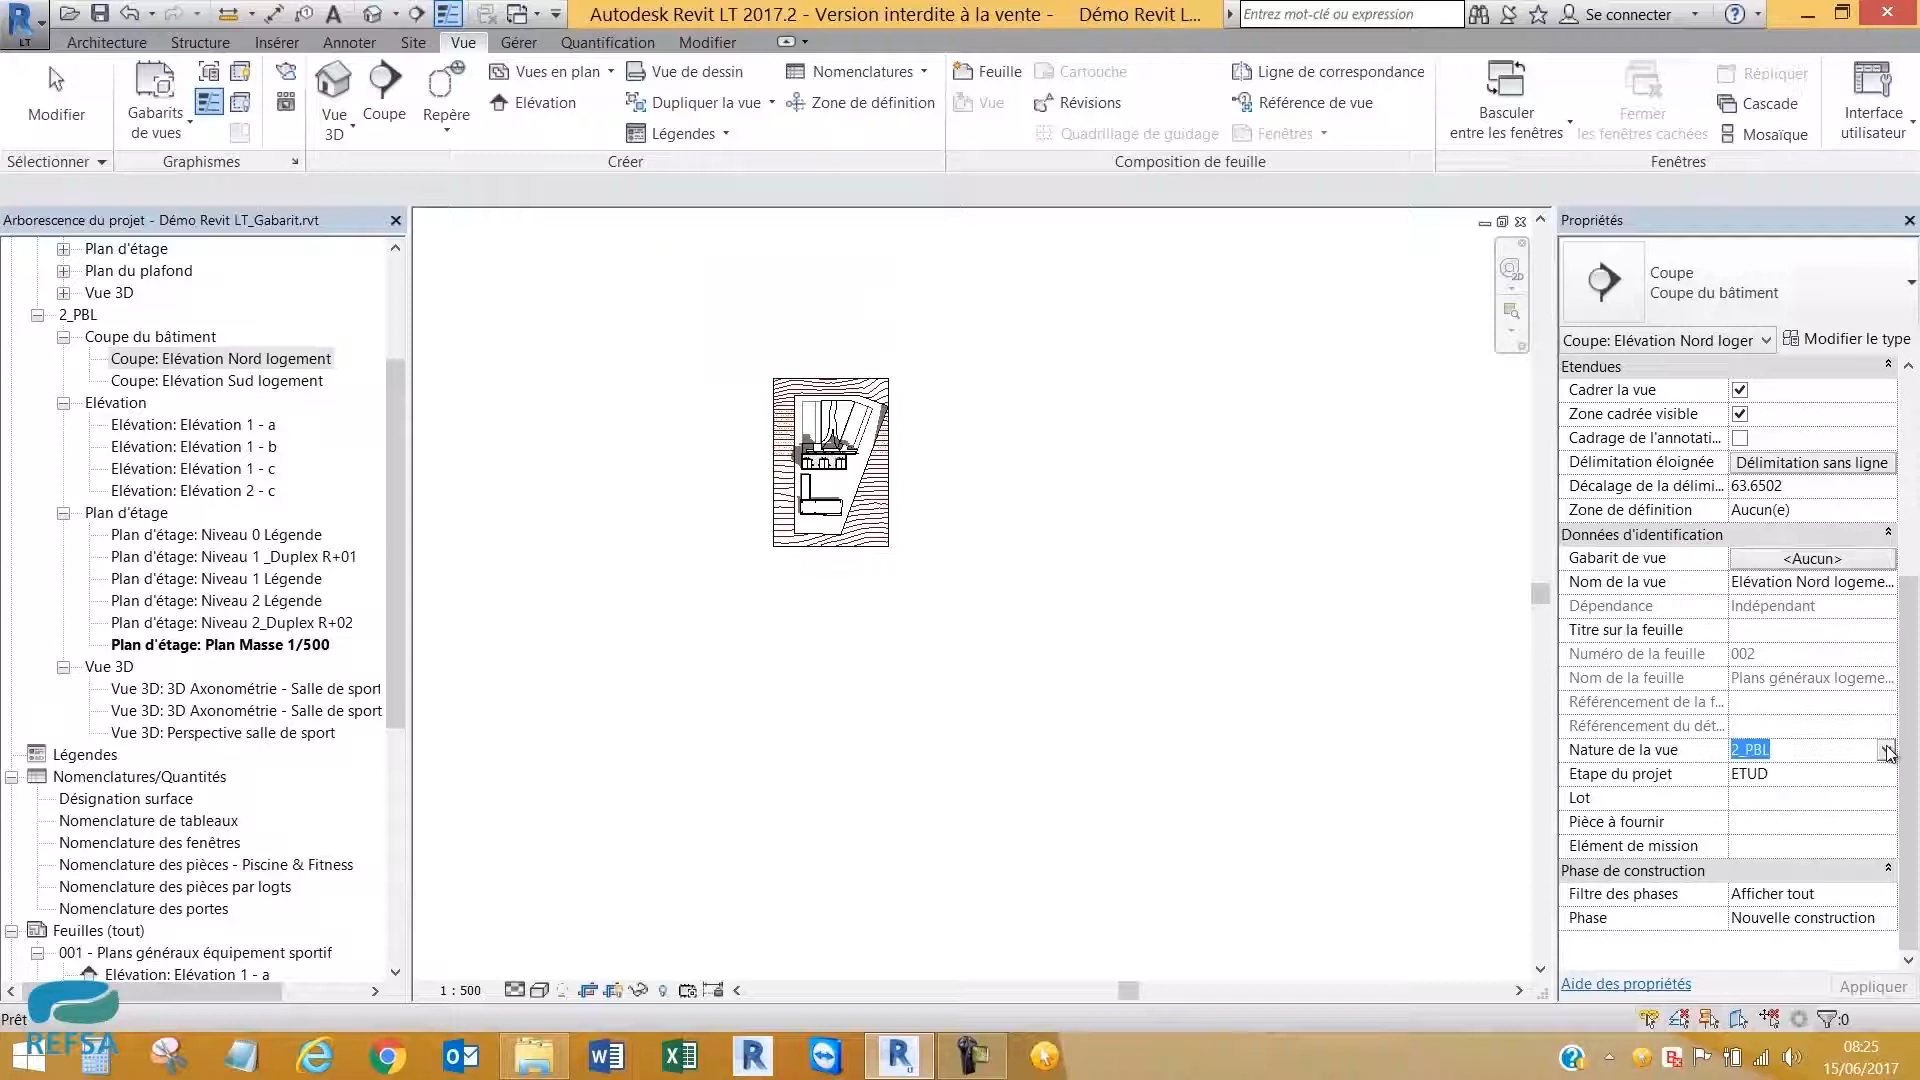 Autodesk Revit LT 2017.2 - Version interdite à la vente -      Démo Revit L...
Entrez mot-clé ou expression
Se connecter
LT
Architecture
Structure
Insérer
Annoter
Site
Vue
Gérer
Quantification
Modifier
Modifier
Gabarits de vues
Vue 3D
Coupe
Repère
Vues en plan
Elévation
Vue de dessin
Dupliquer la vue
Légendes
Nomenclatures
Zone de définition
Feuille
Vue
Cartouche
Révisions
Quadrillage de guidage
Ligne de correspondance
Référence de vue
Fenêtres
Basculer entre les fenêtres
Fermer les fenêtres cachées
Répliquer
Cascade
Mosaïque
Interface utilisateur
Sélectionner
Graphismes
Créer
Composition de feuille
Fenêtres
Arborescence du projet - Démo Revit LT_Gabarit.rvt
Plan d'étage
Plan du plafond
Vue 3D
2_PBL
Coupe du bâtiment
Coupe: Elévation Nord logement
Coupe: Elévation Sud logement
Elévation
Elévation: Elévation 1 - a
Elévation: Elévation 1 - b
Elévation: Elévation 1 - c
Elévation: Elévation 2 - c
Plan d'étage
Plan d'étage: Niveau 0 Légende
Plan d'étage: Niveau 1 _Duplex R+01
Plan d'étage: Niveau 1 Légende
Plan d'étage: Niveau 2 Légende
Plan d'étage: Niveau 2_Duplex R+02
Plan d'étage: Plan Masse 1/500
Vue 3D
Vue 3D: 3D Axonométrie - Salle de sport
Vue 3D: 3D Axonométrie - Salle de sport
Vue 3D: Perspective salle de sport
Légendes
Nomenclatures/Quantités
Désignation surface
Nomenclature de tableaux
Nomenclature des fenêtres
Nomenclature des pièces - Piscine & Fitness
Nomenclature des pièces par logts
Nomenclature des portes
Feuilles (tout)
001 - Plans généraux équipement sportif
Elévation: Elévation 1 - a
1 : 500
Propriétés
Coupe
Coupe du bâtiment
Coupe: Elévation Nord loger
Modifier le type
Etendues
Cadrer la vue
Zone cadrée visible
Cadrage de l'annotati...
Délimitation éloignée Délimitation sans ligne
Décalage de la délimi... 63.6502
Zone de définition Aucun(e)
Données d'identification
Gabarit de vue <Aucun>
Nom de la vue Elévation Nord logeme...
Dépendance Indépendant
Titre sur la feuille
Numéro de la feuille 002
Nom de la feuille Plans généraux logeme...
Référencement de la f...
Référencement du dét...
Nature de la vue 2_PBL
Etape du projet ETUD
Lot
Pièce à fournir
Elément de mission
Phase de construction
Filtre des phases Afficher tout
Phase Nouvelle construction
Aide des propriétés
Appliquer
Prêt
:0
REFSA
08:25
15/06/2017